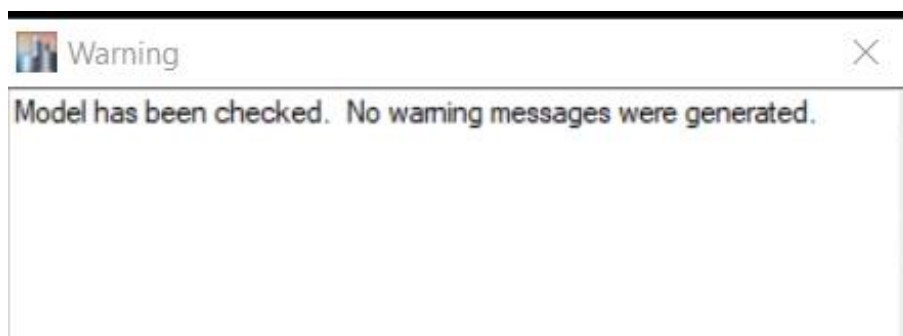 Warning
Model has been checked.  No warning messages were generated.